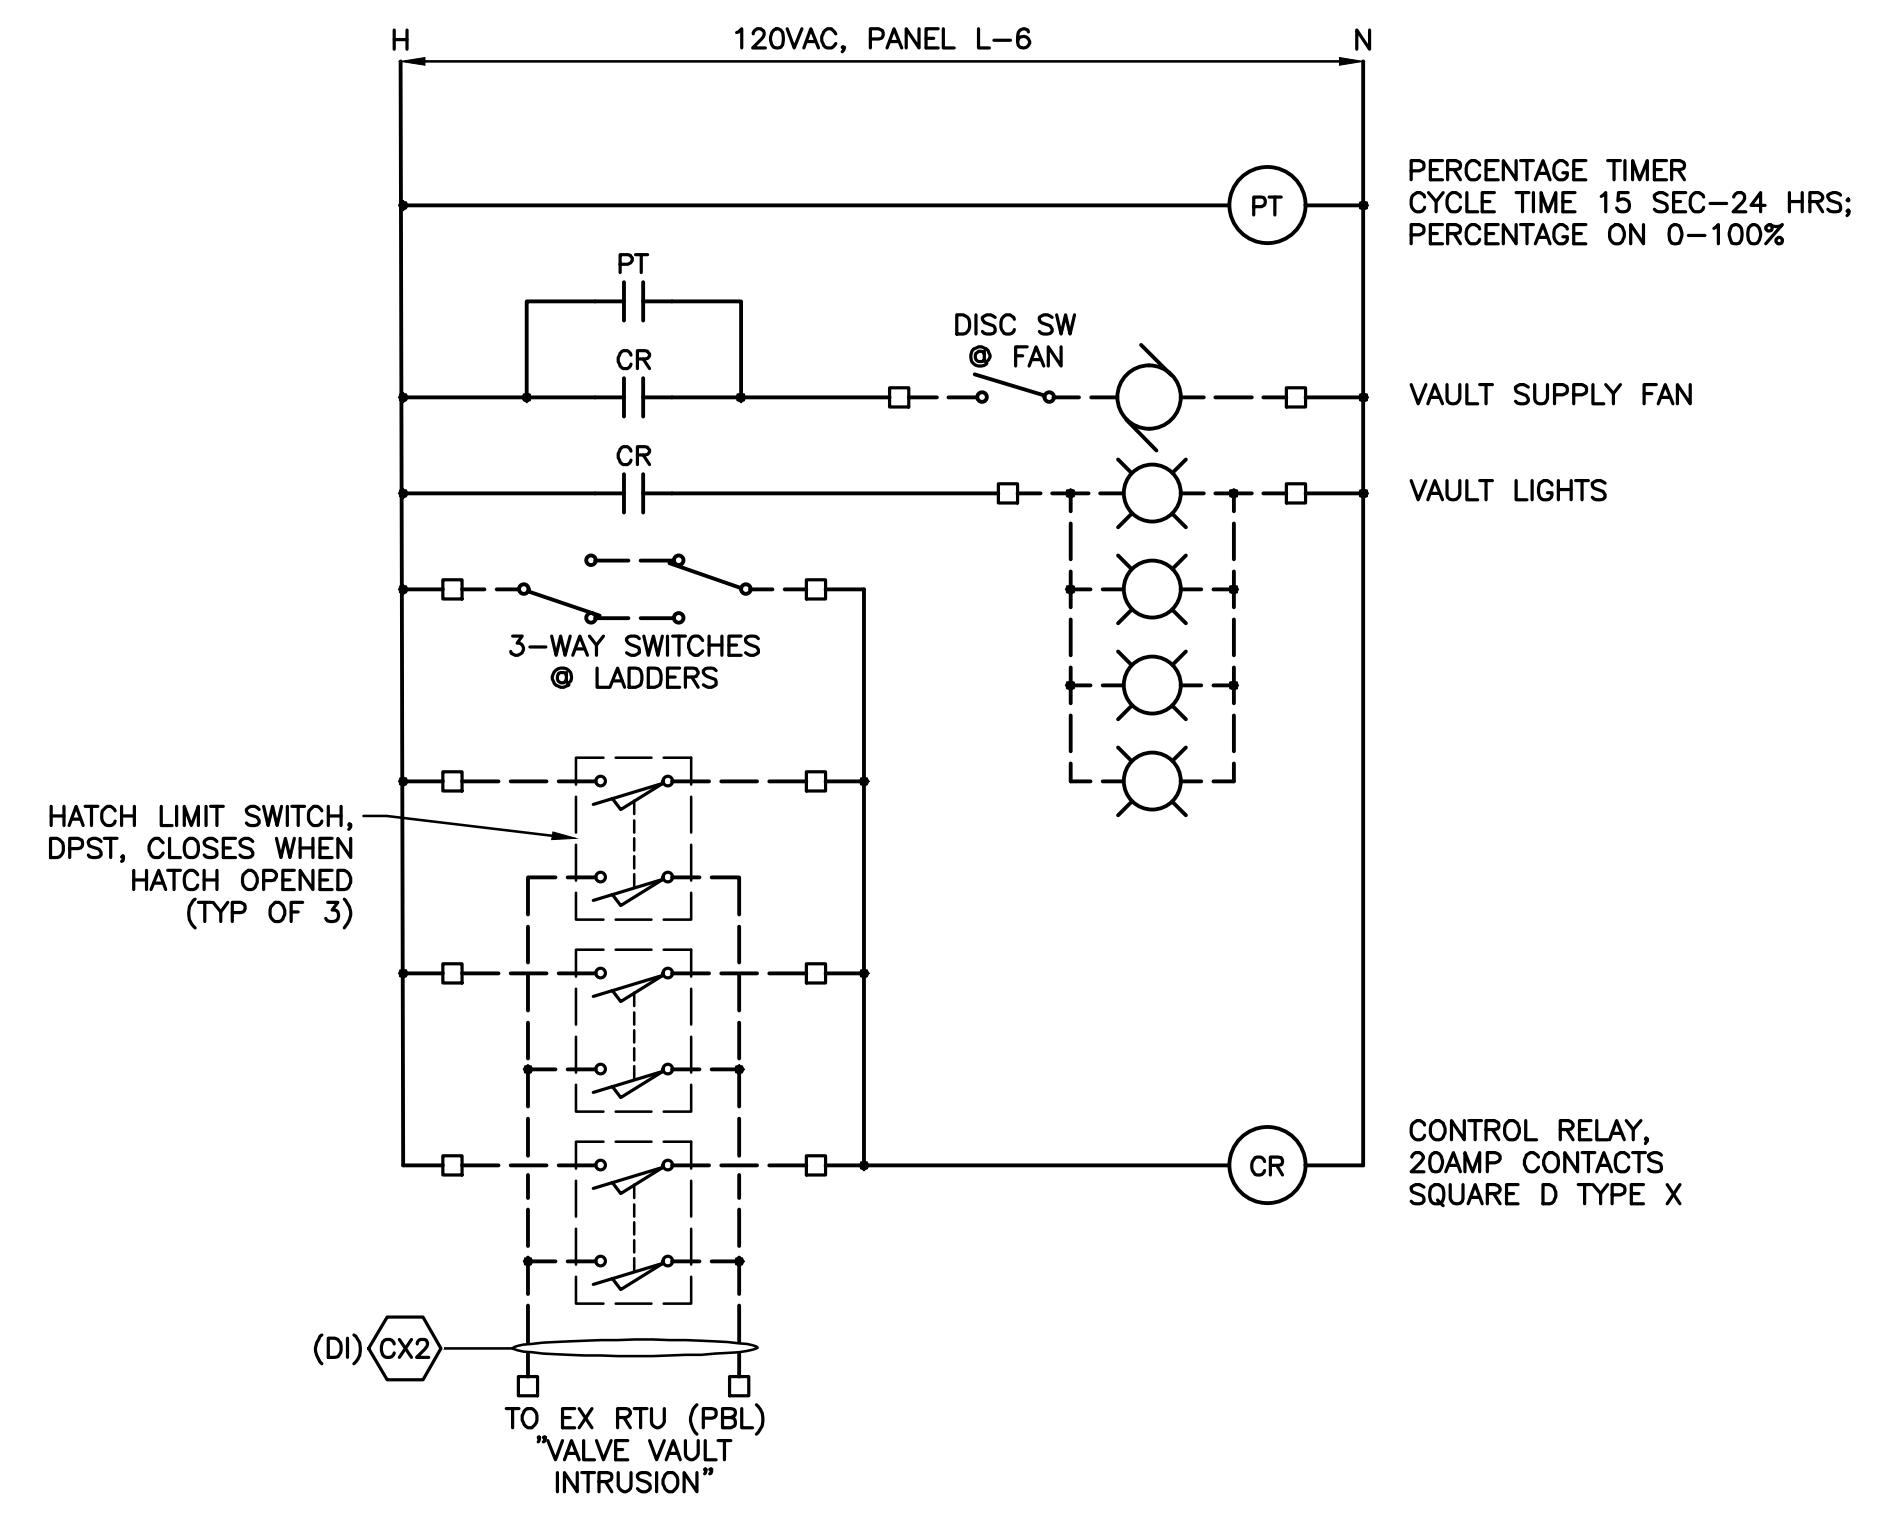 H
120VAC, PANEL L-6
N
PERCENTAGE TIMER
CYCLE TIME 15 SEC-24 HRS;
PERCENTAGE ON 0-100%
PT
PT
CR
DISC SW
@ FAN
VAULT SUPPLY FAN
CR
VAULT LIGHTS
3-WAY SWITCHES
@ LADDERS
HATCH LIMIT SWITCH,
DPST, CLOSES WHEN
HATCH OPENED
(TYP OF 3)
CONTROL RELAY,
20AMP CONTACTS
SQUARE D TYPE X
CR
(DI) CX2
TO EX RTU (PBL)
"VALVE VAULT
INTRUSION"